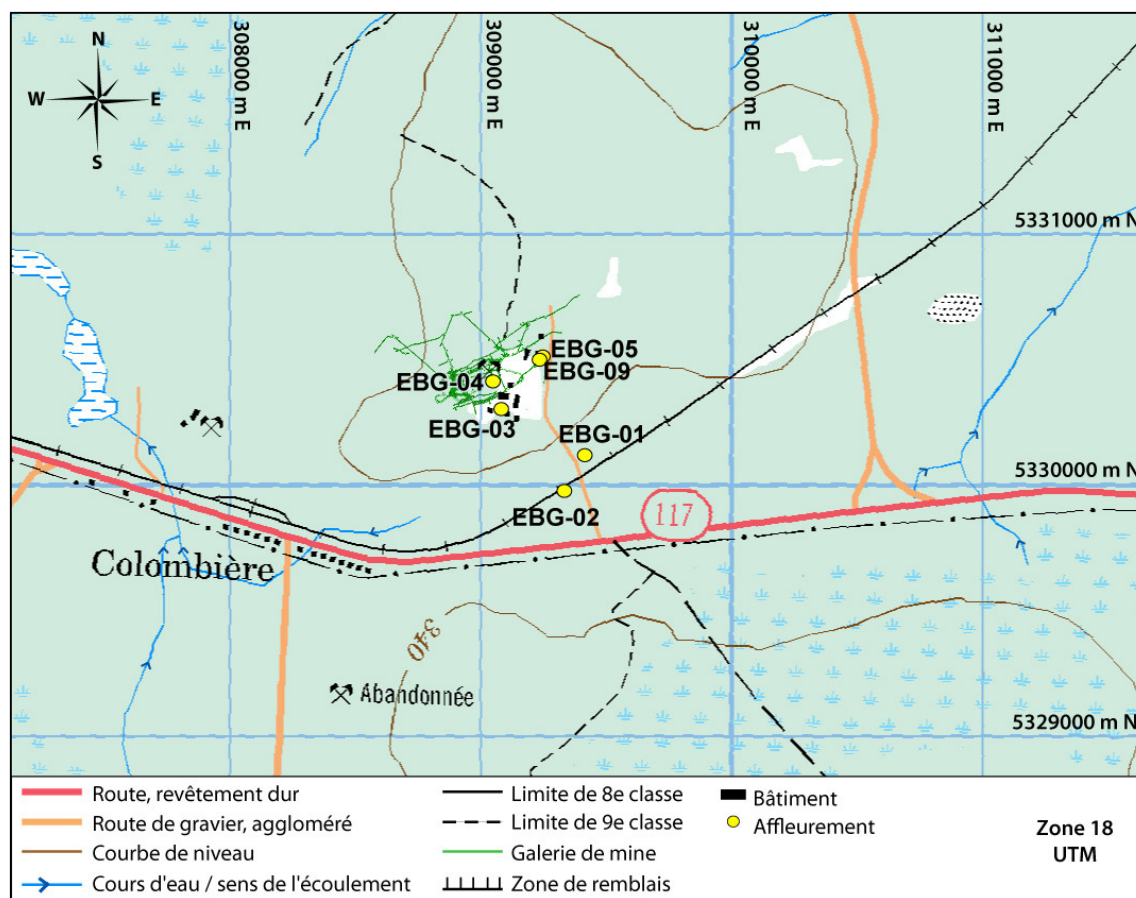 N
W E
S
308000 m E
309000 m E
310000 m E
311000 m E
5331000 m N
EBG-05
EBG-09
EBG-04
EBG-03
EBG-01
5330000 m N
EBG-02
117
Colombière
340
Abandonnée
5329000 m N
Route, revêtement dur
Route de gravier, aggloméré
Courbe de niveau
Cours d'eau / sens de l'écoulement
Limite de 8e classe
Limite de 9e classe
Galerie de mine
Zone de remblais
Bâtiment
Affleurement
Zone 18
UTM